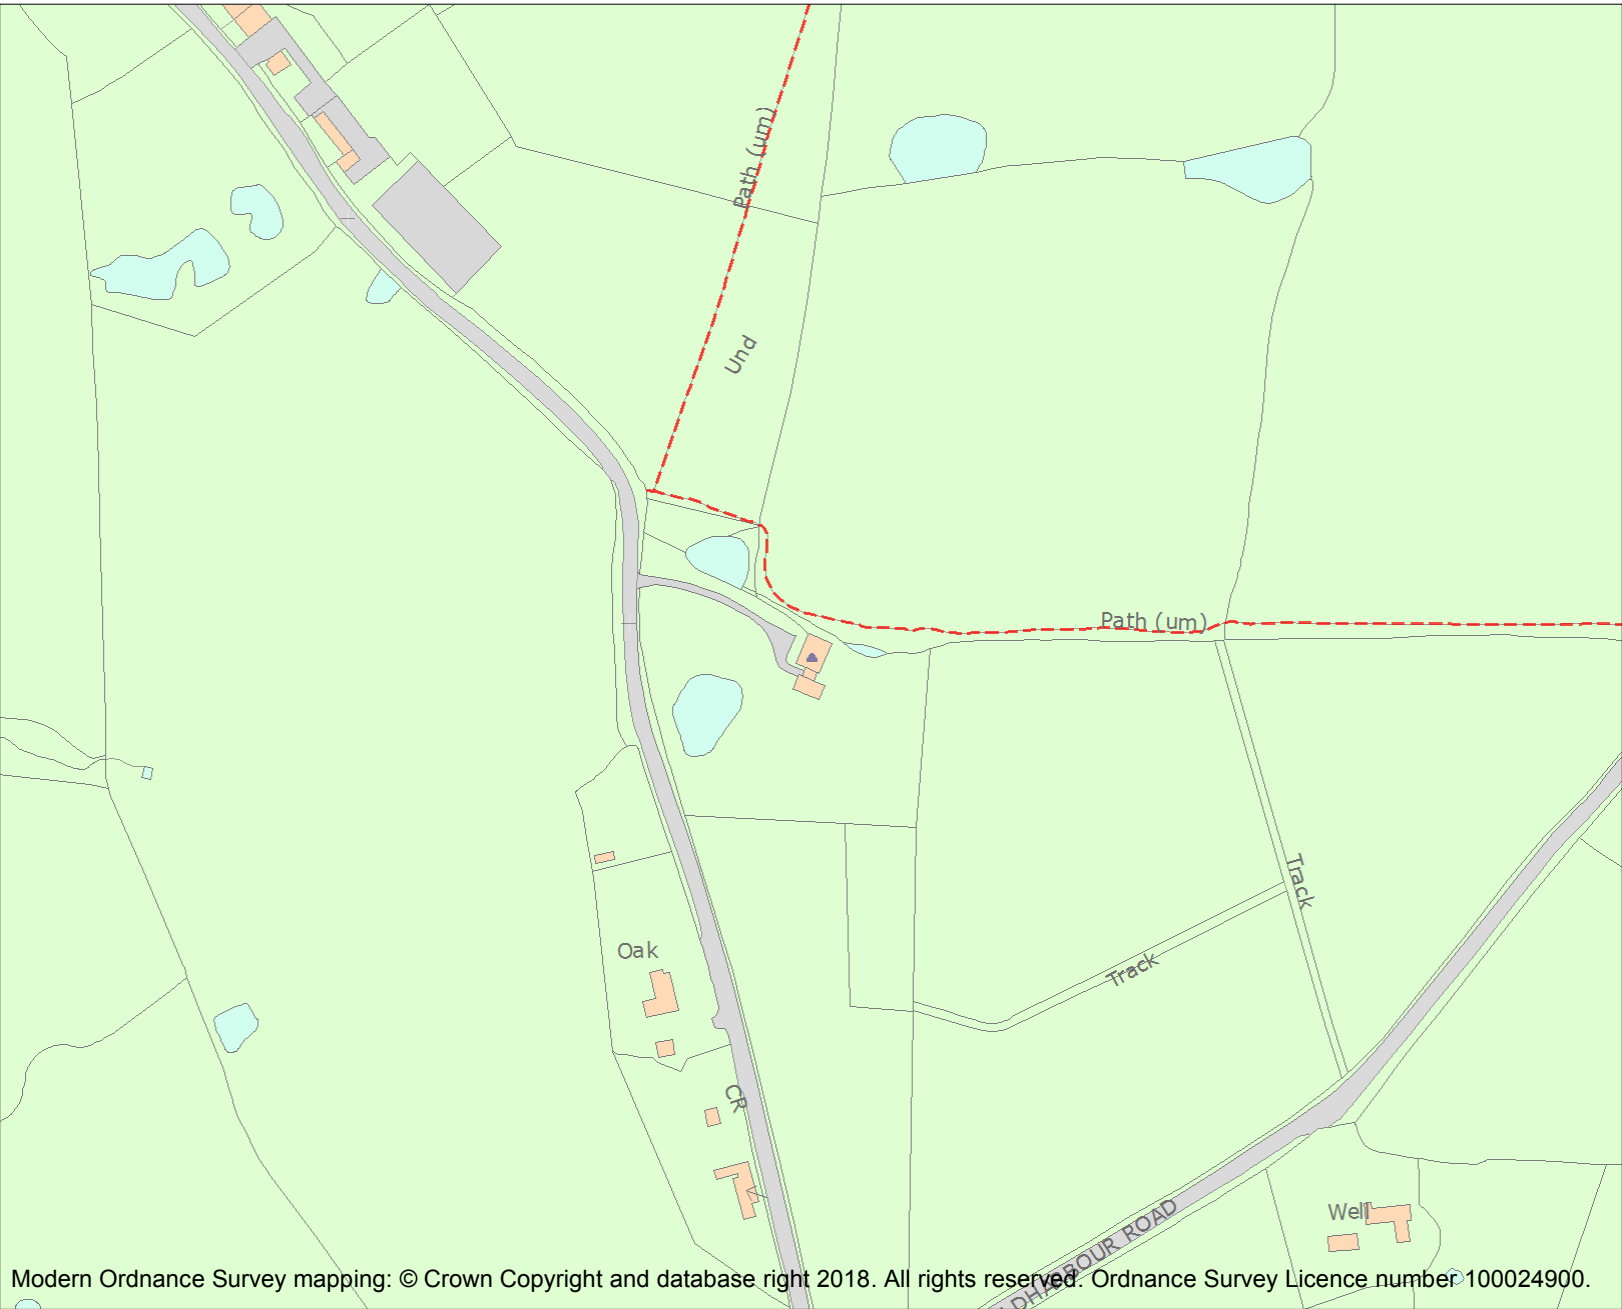 Path (um)
Und
Path (um)
Track
Oak
Track
CR
Well
LDHARBOUR ROAD
Modern Ordnance Survey mapping: © Crown Copyright and database right 2018. All rights reserved. Ordnance Survey Licence number 100024900.